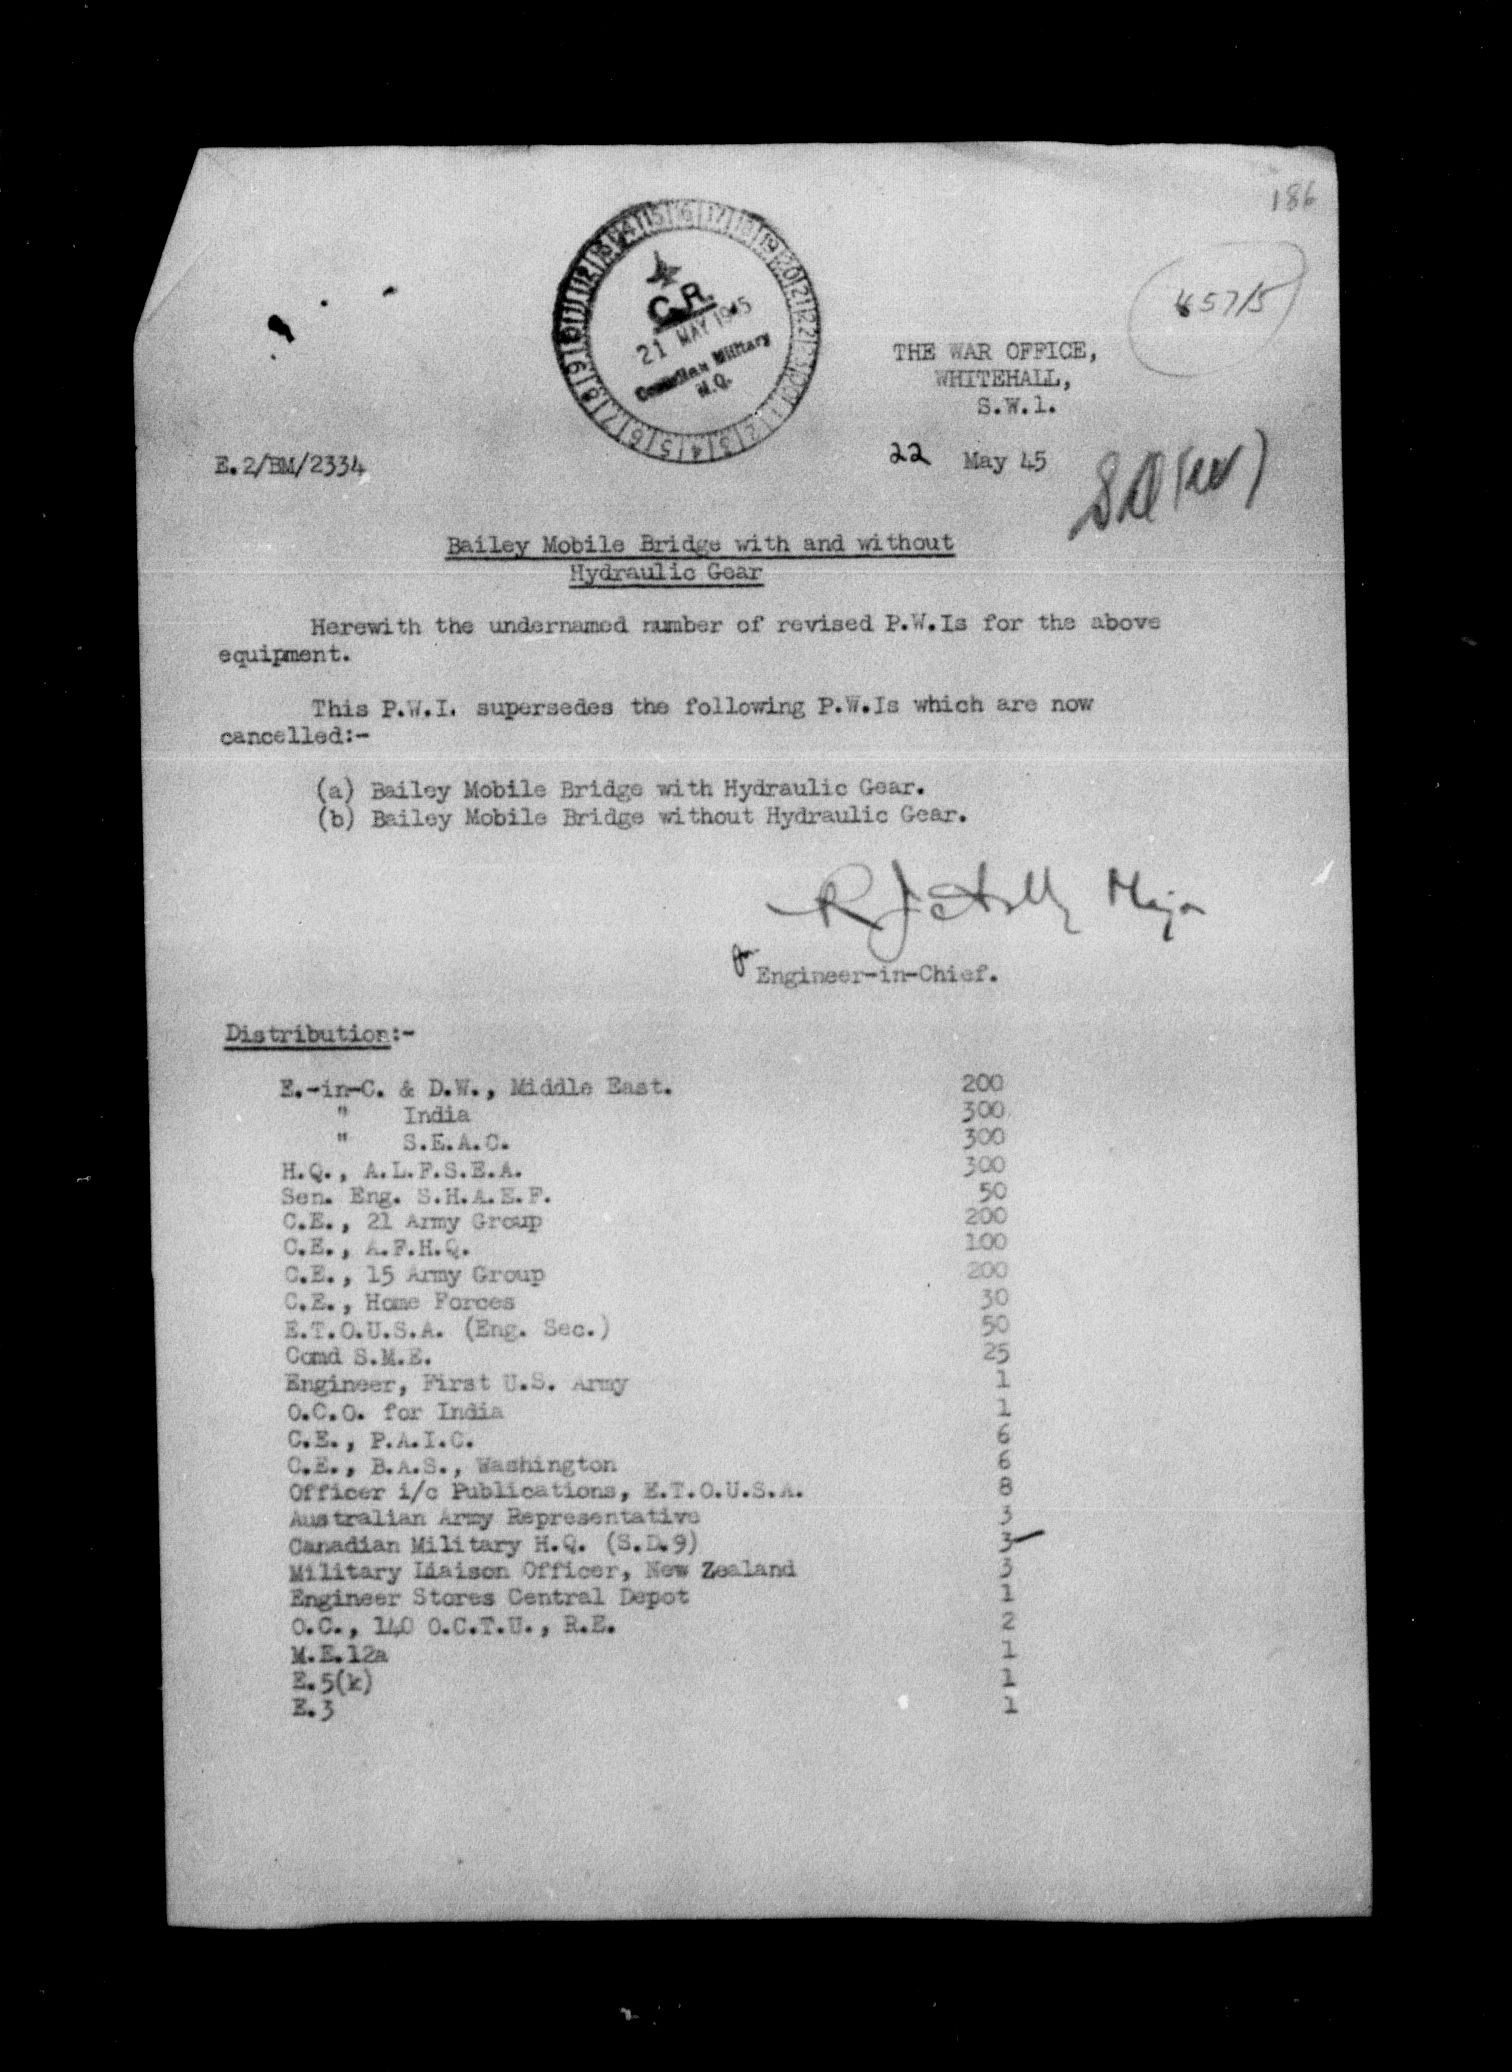 186
C.R.
21 MAY 1945
Canadian Military
H.Q.
THE WAR OFFICE,
WHITEHALL,
S.W.1.
E.2/BM/2334
22 May 45
Bailey Mobile Bridge with and without
Hydraulic Gear
Herewith the undernamed number of revised P.W.Is for the above
equipment.
This P.W.I. supersedes the following P.W.Is which are now
cancelled:-
(a) Bailey Mobile Bridge with Hydraulic Gear.
(b) Bailey Mobile Bridge without Hydraulic Gear.
Major
for Engineer-in-Chief.
Distribution:-
E.-in-C. & D.W., Middle East. 200
" India 300
" S.E.A.C. 300
H.Q., A.L.F.S.E.A. 300
Sen. Eng. S.H.A.E.F. 50
C.E., 21 Army Group 200
C.E., A.F.H.Q. 100
C.E., 15 Army Group 200
C.E., Home Forces 30
E.T.O.U.S.A. (Eng. Sec.) 50
Comd S.M.E. 25
Engineer, First U.S. Army 1
O.C.O. for India 1
C.E., P.A.I.C. 6
C.E., B.A.S., Washington 6
Officer i/c Publications, E.T.O.U.S.A. 8
Australian Army Representative 3
Canadian Military H.Q. (S.D.9) 3
Military Liaison Officer, New Zealand 3
Engineer Stores Central Depot 1
O.C., 140 O.C.T.U., R.E. 2
M.E.12a 1
E.5(k) 1
E.3 1